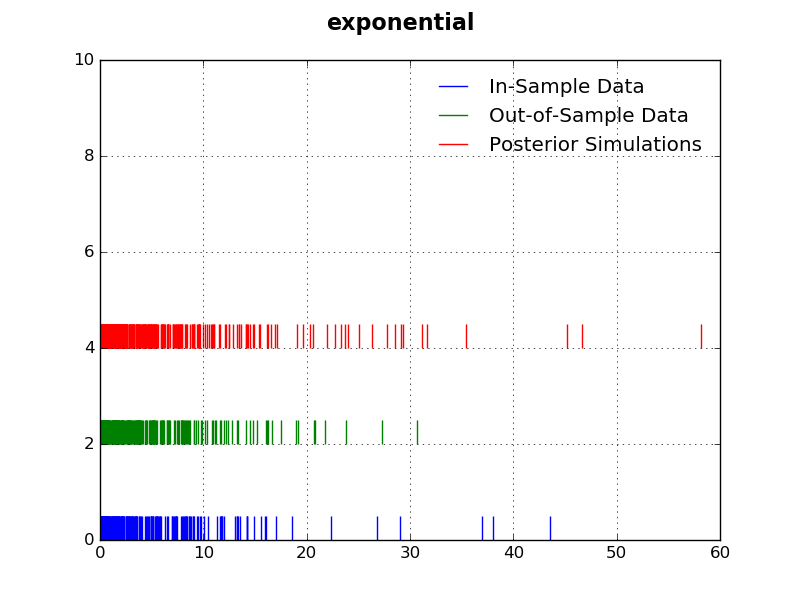 exponential
In-Sample Data
Out-of-Sample Data
Posterior Simulations
10
8
6
4
2
0
0 10 20 30 40 50 60